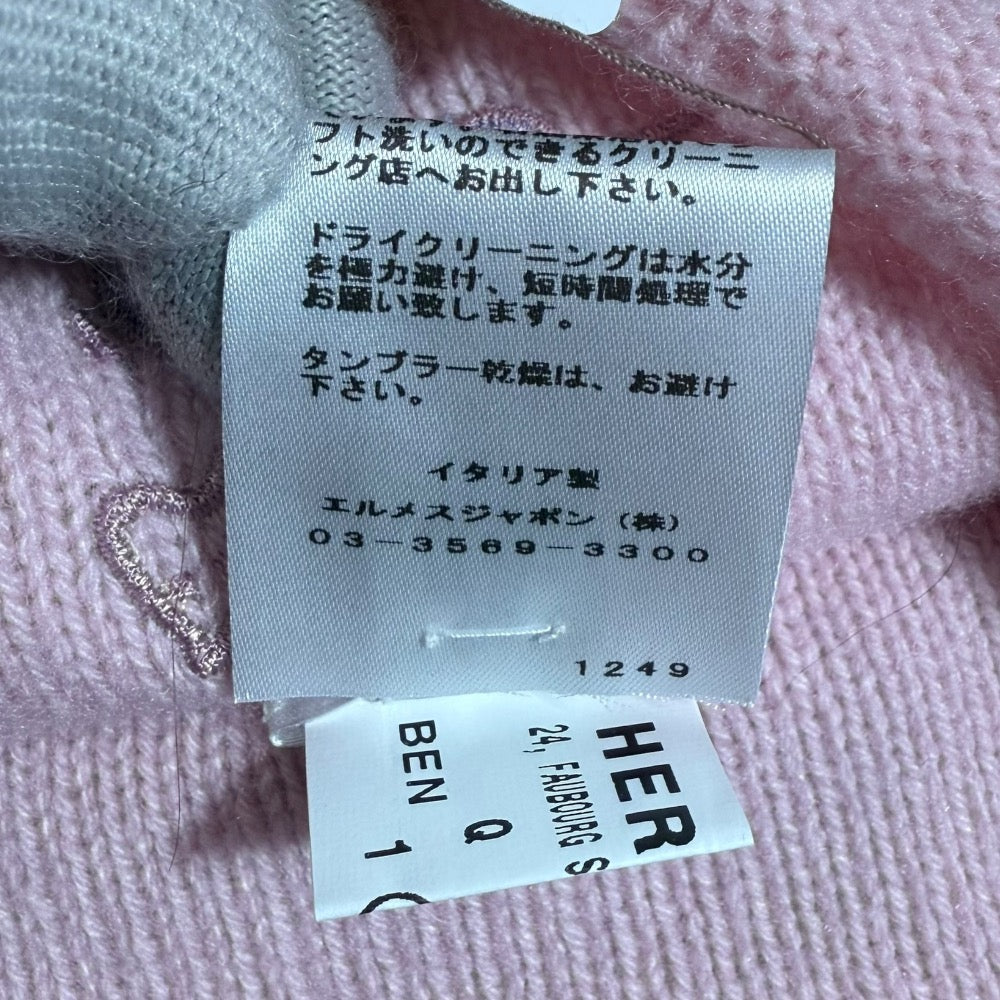 フト洗いのできるクリーニ
ング店へお出し下さい。
ドライクリーニングは水分
を極力避け、短時間処理で
お願い致します。
タンブラー乾燥は、お避け
下さい。
イタリア製
エルメスジャポン（株）
03-3569-3300
1249
HER
24, FAUBOURG S
Q
BEN
1